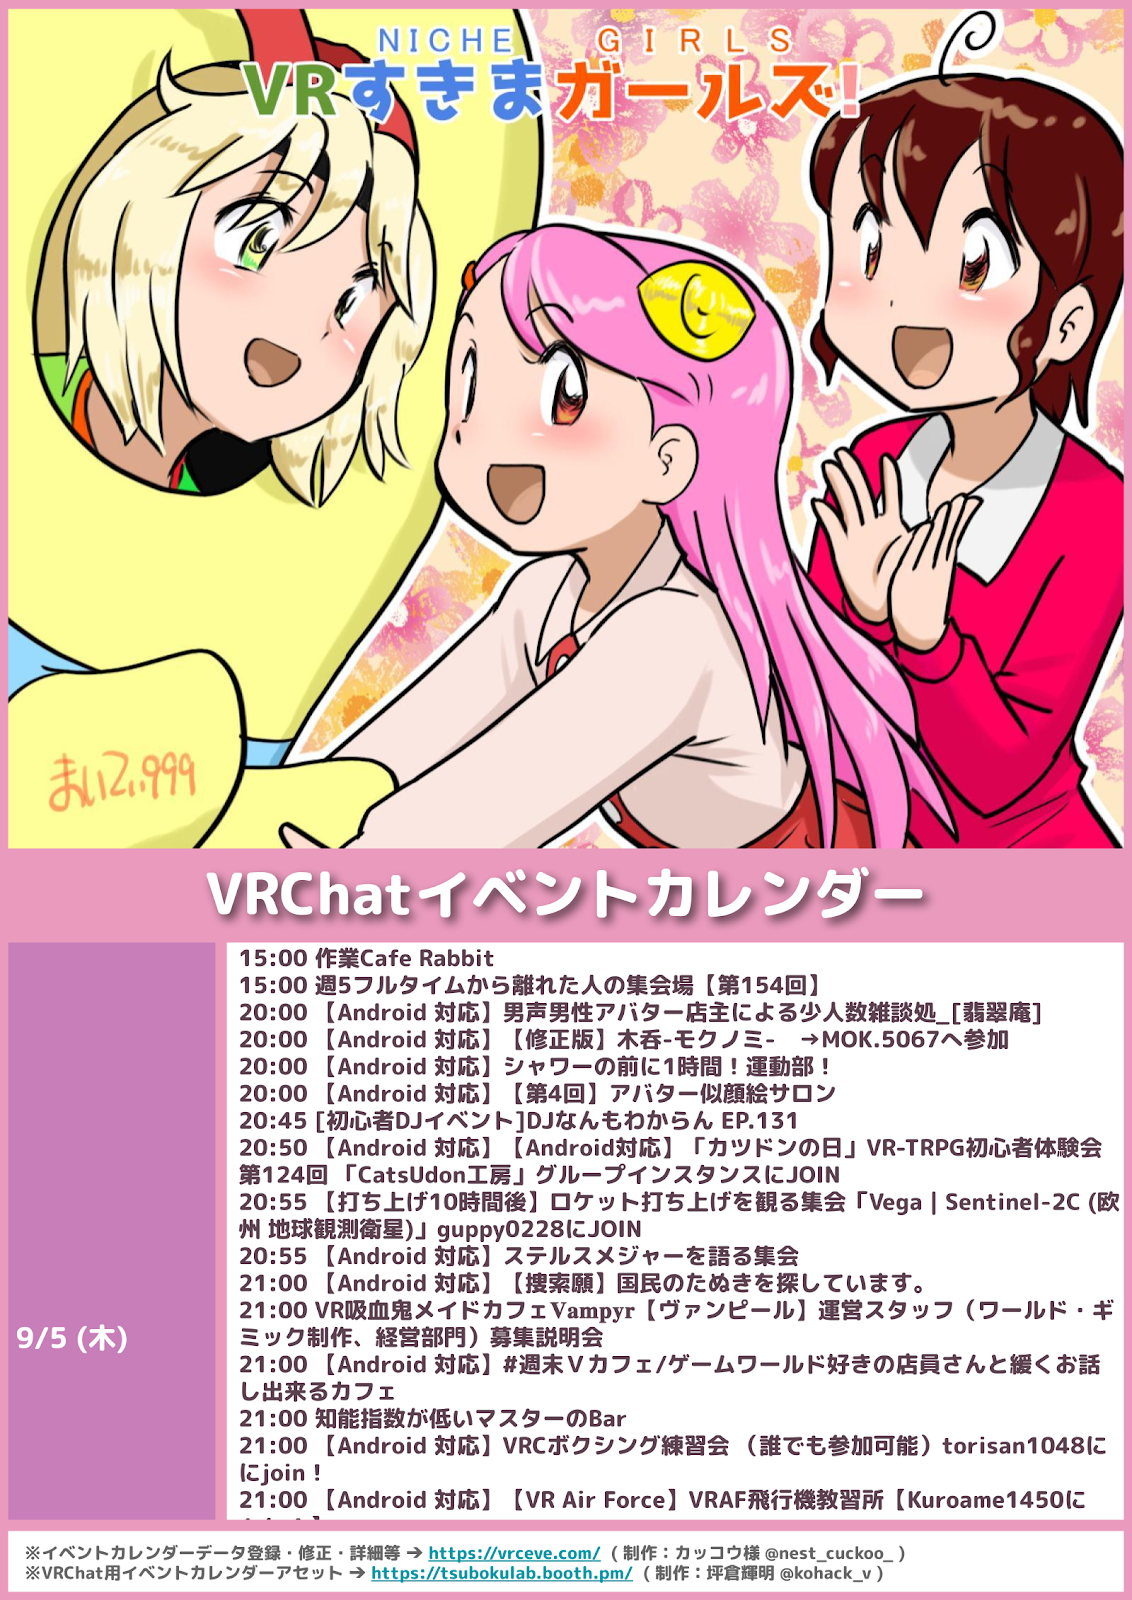 NICHE GIRLS
VRすきまガールズ!
まいてぃ999
VRChatイベントカレンダー
9/5 (木)
15:00 作業Cafe Rabbit
15:00 週5フルタイムから離れた人の集会場【第154回】
20:00 【Android 対応】男声男性アバター店主による少人数雑談処_[翡翠庵]
20:00 【Android 対応】【修正版】木呑-モクノミ-　→MOK.5067へ参加
20:00 【Android 対応】シャワーの前に1時間！運動部！
20:00 【Android 対応】【第4回】アバター似顔絵サロン
20:45 [初心者DJイベント]DJなんもわからん EP.131
20:50 【Android 対応】【Android対応】「カツドンの日」VR-TRPG初心者体験会
第124回 「CatsUdon工房」グループインスタンスにJOIN
20:55 【打ち上げ10時間後】ロケット打ち上げを観る集会「Vega | Sentinel-2C (欧
州 地球観測衛星)」guppy0228にJOIN
20:55 【Android 対応】ステルスメジャーを語る集会
21:00 【Android 対応】【捜索願】国民のたぬきを探しています。
21:00 VR吸血鬼メイドカフェVampyr【ヴァンピール】運営スタッフ（ワールド・ギ
ミック制作、経営部門）募集説明会
21:00 【Android 対応】#週末Ｖカフェ/ゲームワールド好きの店員さんと緩くお話
し出来るカフェ
21:00 知能指数が低いマスターのBar
21:00 【Android 対応】VRCボクシング練習会 （誰でも参加可能）torisan1048に
にjoin！
21:00 【Android 対応】【VR Air Force】VRAF飛行機教習所【Kuroame1450に
※イベントカレンダーデータ登録・修正・詳細等 → https://vrceve.com/ （制作：カッコウ様 @nest_cuckoo_ ）
※VRChat用イベントカレンダーアセット → https://tsubokulab.booth.pm/ （制作：坪倉輝明 @kohack_v ）